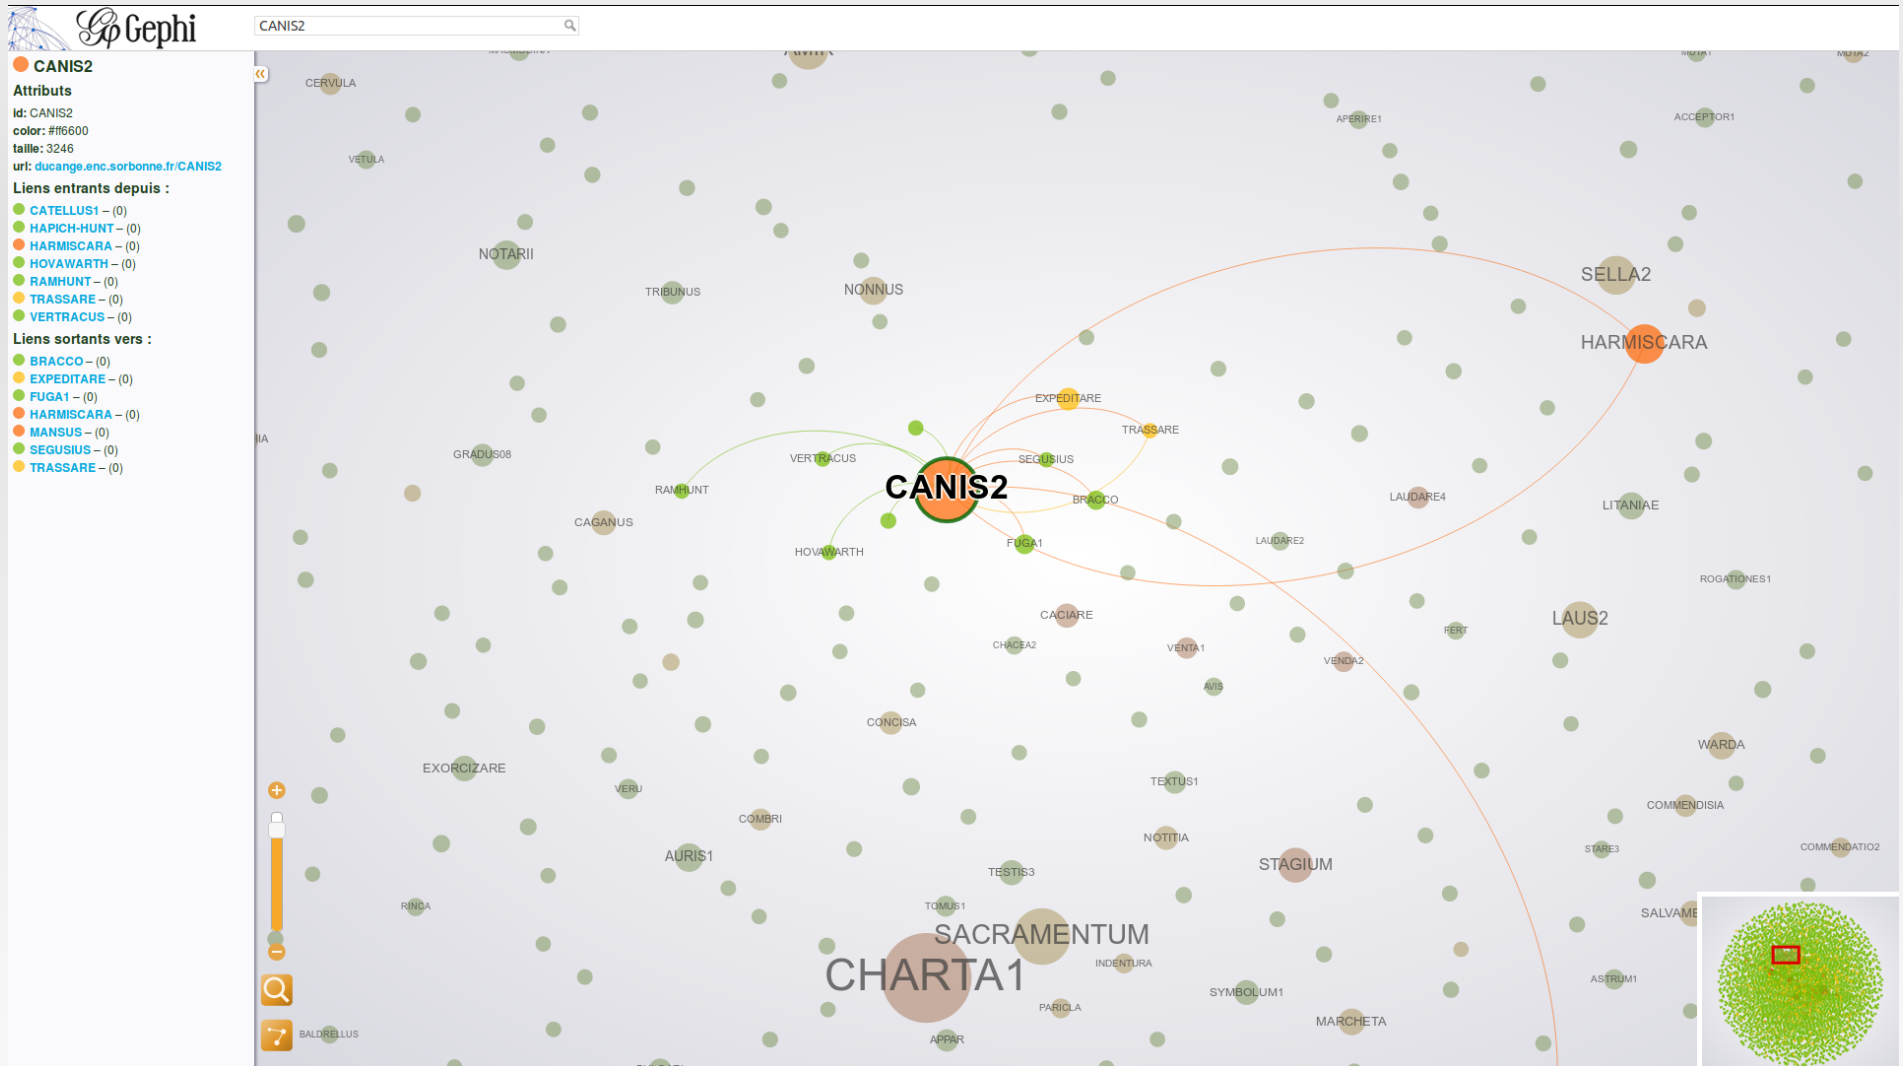 Gephi
CANIS2
CANIS2
Attributs
id: CANIS2
color: #ff6600
taille: 3246
url: ducange.enc.sorbonne.fr/CANIS2
Liens entrants depuis :
CATELLUS1 – (0)
HAPICH-HUNT – (0)
HARMISCARA – (0)
HOVAWARTH – (0)
RAMHUNT – (0)
TRASSARE – (0)
VERTRACUS – (0)
Liens sortants vers :
BRACCO – (0)
EXPEDITARE – (0)
FUGA1 – (0)
HARMISCARA – (0)
MANSUS – (0)
SEGUSIUS – (0)
TRASSARE – (0)
MUTA2
CERVULA
APERIRE1
ACCEPTOR1
VETULA
NOTARII
SELLA2
TRIBUNUS
NONNUS
HARMISCARA
EXPEDITARE
TRASSARE
GRADUS08
VERTRACUS
SEGUSIUS
RAMHUNT
CANIS2
BRACCO
LAUDARE4
LITANIAE
CAGANUS
HOVAWARTH
FUGA1
LAUDARE2
ROGATIONES1
CACIARE
LAUS2
CHACEA2
VENTA1
FERT
VENDA2
AVIS
CONCISA
WARDA
EXORCIZARE
VERU
TEXTUS1
COMMENDISIA
COMBRI
NOTITIA
STARE3
COMMENDATIO2
AURIS1
TESTIS3
STAGIUM
RINCA
TOMUS1
SALVAME
SACRAMENTUM
CHARTA1
INDENTURA
ASTRUM1
SYMBOLUM1
PARICLA
MARCHETA
BALDRELLUS
APPAR